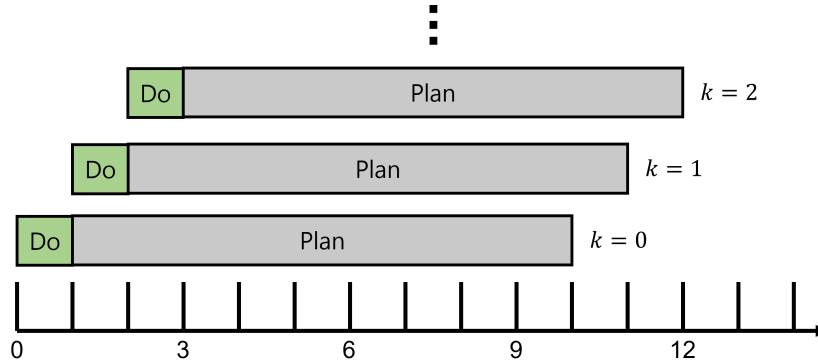 Do Plan k = 2
Do Plan k = 1
Do Plan k = 0
0 3 6 9 12